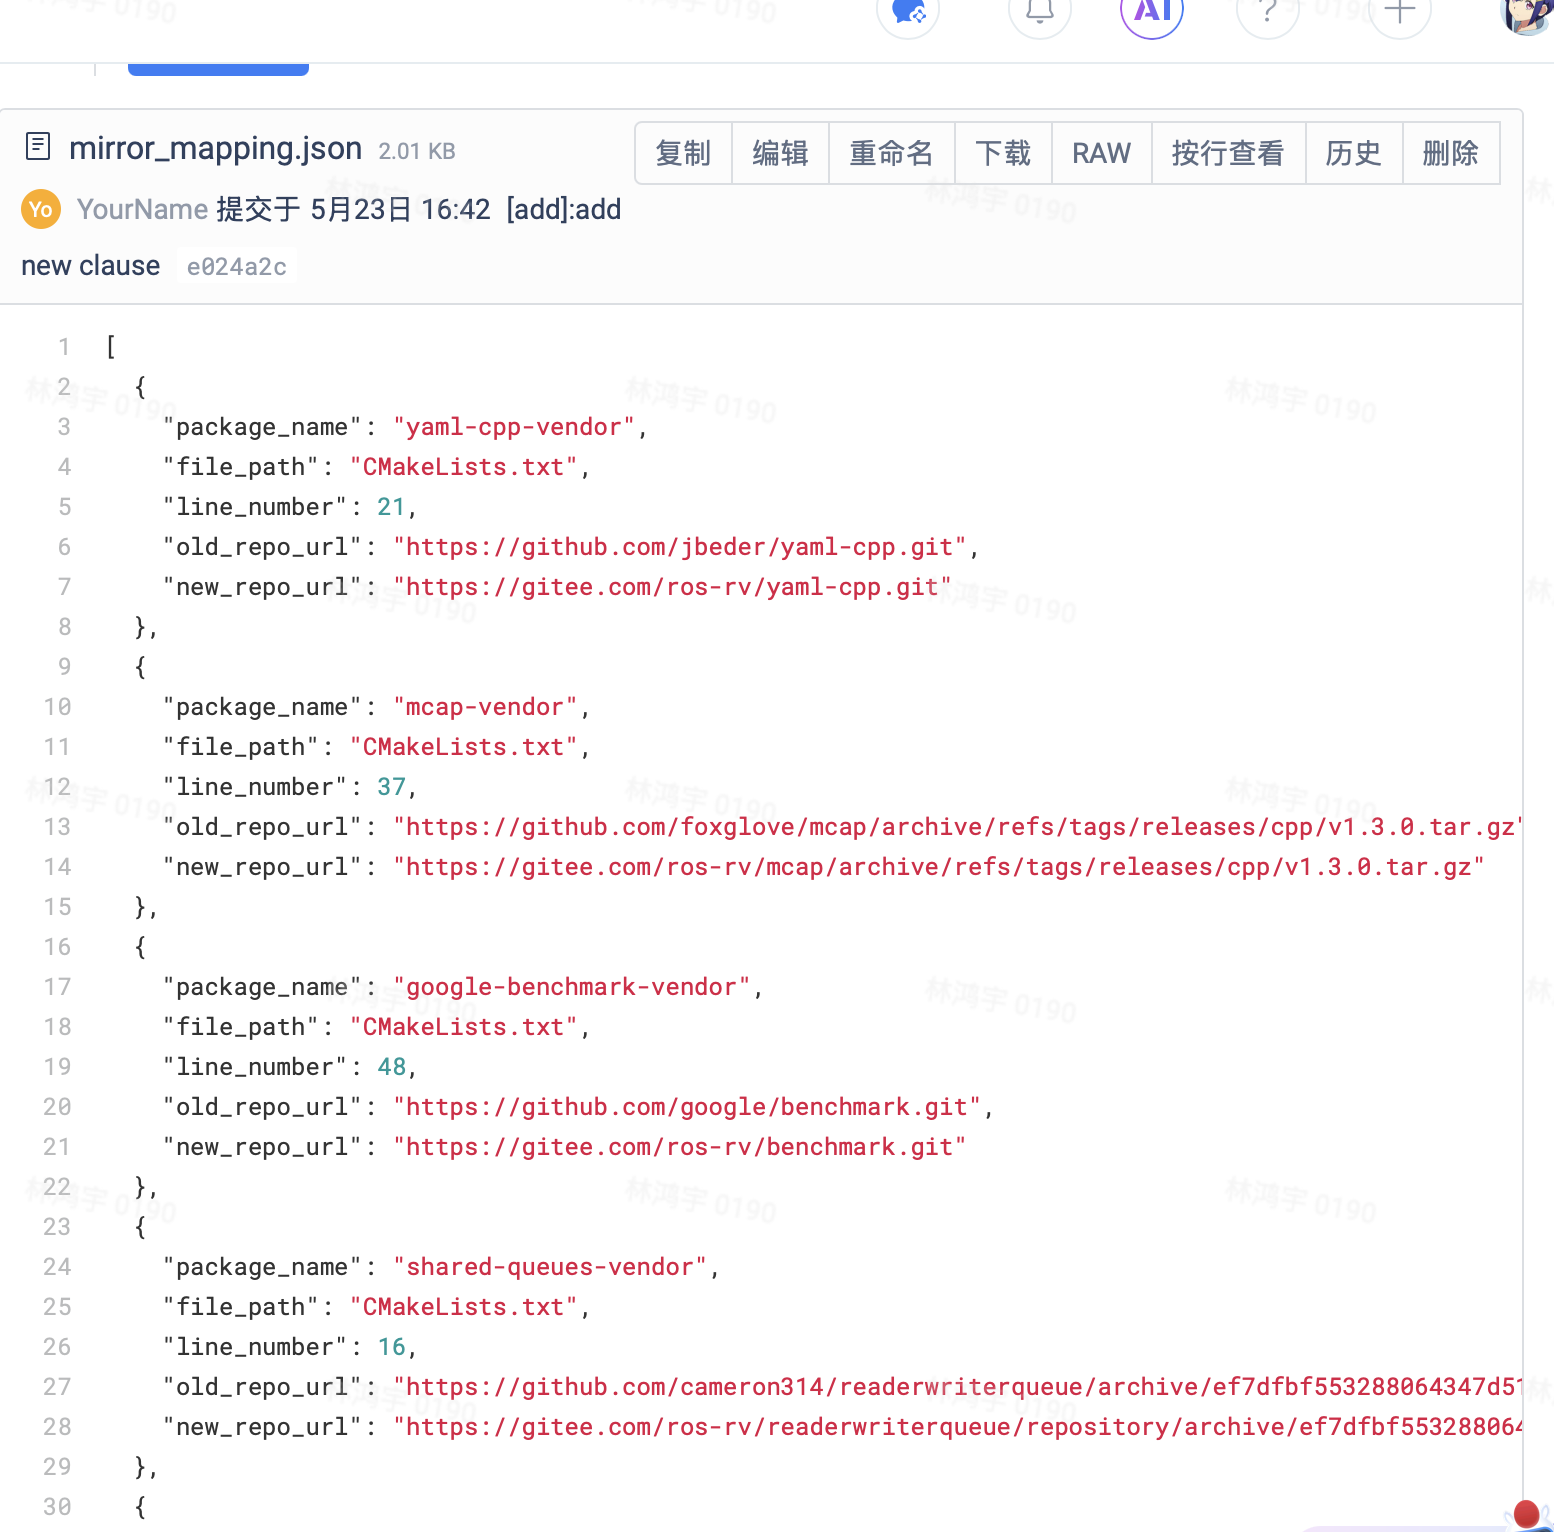 AI
?
mirror_mapping.json 2.01 KB
复制 编辑 重命名 下载 RAW 按行查看 历史 删除
Yo YourName 提交于 5月23日 16:42 [add]:add
new clause e024a2c
1 [
2 {
3 "package_name": "yaml-cpp-vendor",
4 "file_path": "CMakeLists.txt",
5 "line_number": 21,
6 "old_repo_url": "https://github.com/jbeder/yaml-cpp.git",
7 "new_repo_url": "https://gitee.com/ros-rv/yaml-cpp.git"
8 },
9 {
10 "package_name": "mcap-vendor",
11 "file_path": "CMakeLists.txt",
12 "line_number": 37,
13 "old_repo_url": "https://github.com/foxglove/mcap/archive/refs/tags/releases/cpp/v1.3.0.tar.gz"
14 "new_repo_url": "https://gitee.com/ros-rv/mcap/archive/refs/tags/releases/cpp/v1.3.0.tar.gz"
15 },
16 {
17 "package_name": "google-benchmark-vendor",
18 "file_path": "CMakeLists.txt",
19 "line_number": 48,
20 "old_repo_url": "https://github.com/google/benchmark.git",
21 "new_repo_url": "https://gitee.com/ros-rv/benchmark.git"
22 },
23 {
24 "package_name": "shared-queues-vendor",
25 "file_path": "CMakeLists.txt",
26 "line_number": 16,
27 "old_repo_url": "https://github.com/cameron314/readerwriterqueue/archive/ef7dfbf553288064347d51
28 "new_repo_url": "https://gitee.com/ros-rv/readerwriterqueue/repository/archive/ef7dfbf553288064
29 },
30 {
林鸿宇 0190